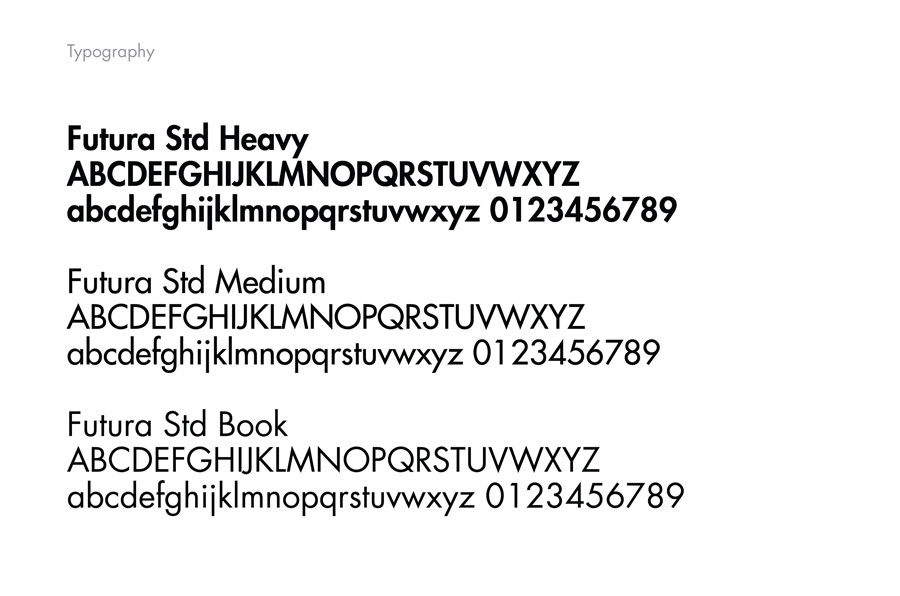 Typography
Futura Std Heavy
ABCDEFGHIJKLMNOPQRSTUVWXYZ
abcdefghijklmnopqrstuvwxyz 0123456789
Futura Std Medium
ABCDEFGHIJKLMNOPQRSTUVWXYZ
abcdefghijklmnopqrstuvwxyz 0123456789
Futura Std Book
ABCDEFGHIJKLMNOPQRSTUVWXYZ
abcdefghijklmnopqrstuvwxyz 0123456789